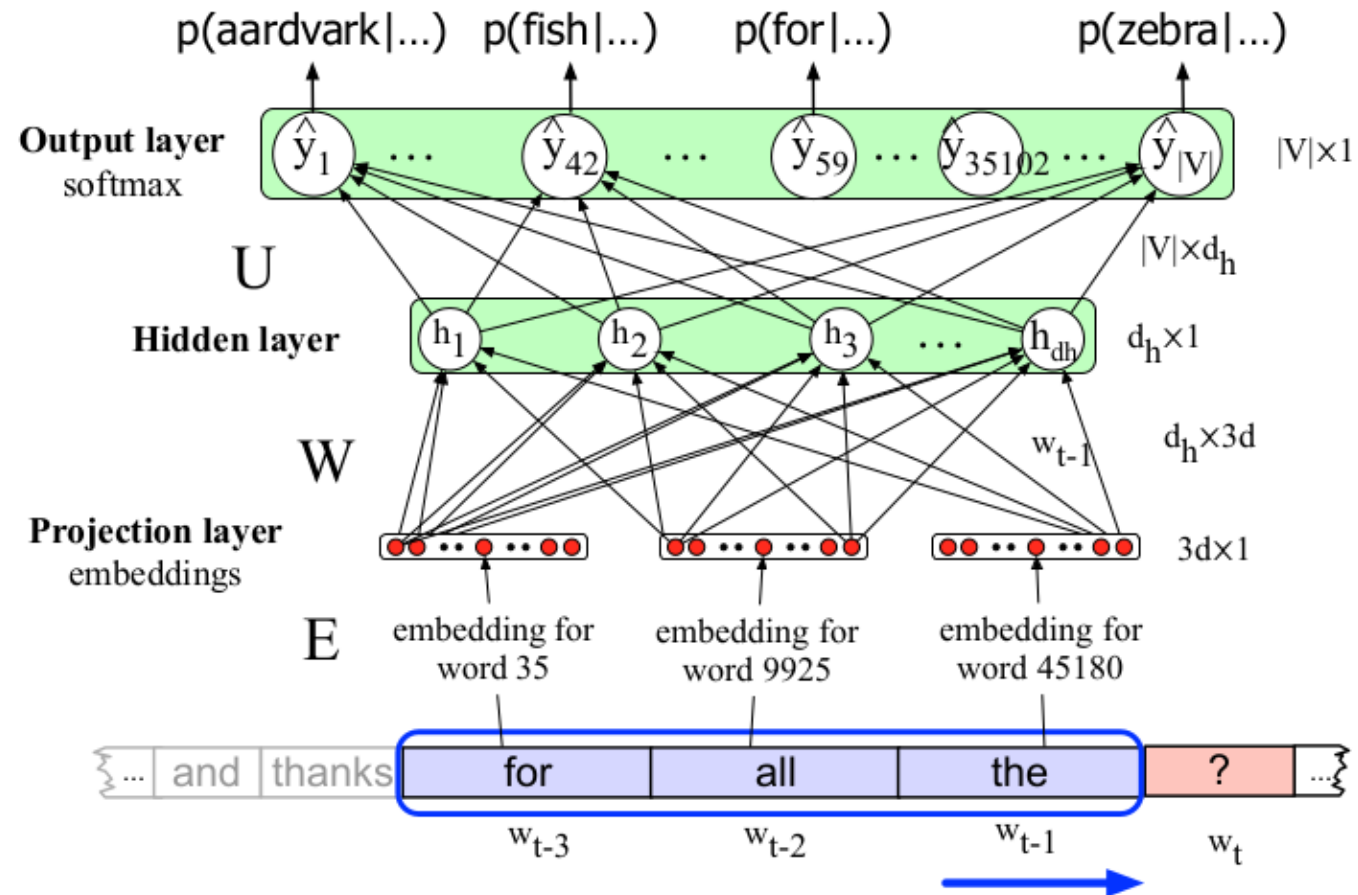 p(aardvark|...) p(fish|...) p(for|...) p(zebra|...)
Output layer
softmax
ŷ1 ... ŷ42 ... ŷ59 ... ŷ35102 ... ŷ|V| |V|×1
U |V|×dh
Hidden layer h1 h2 h3 ... hdh dh×1
W wt-1 dh×3d
Projection layer
embeddings
3d×1
E
embedding for
word 35
embedding for
word 9925
embedding for
word 45180
... and thanks for all the ? ...
wt-3 wt-2 wt-1 wt